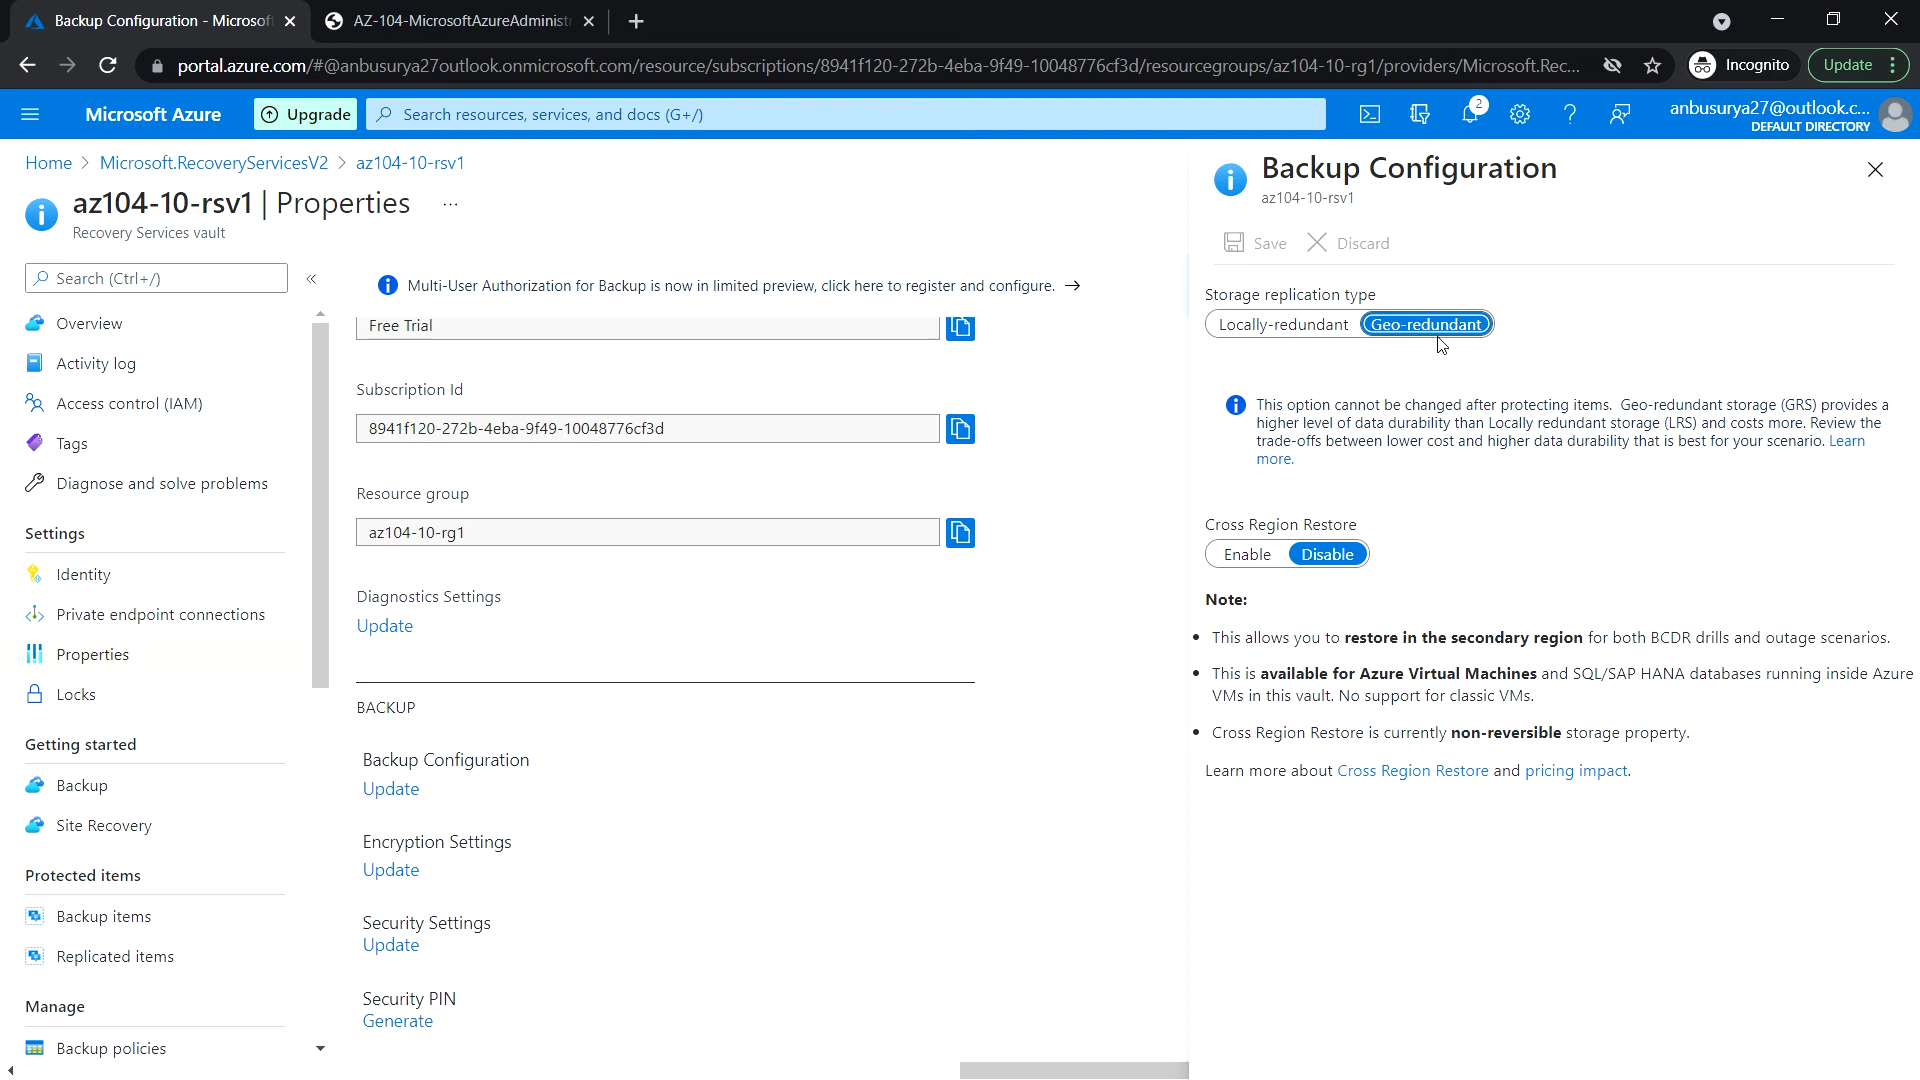 Backup Configuration - Microsof
AZ-104-MicrosoftAzureAdministr
portal.azure.com/#@anbusurya27outlook.onmicrosoft.com/resource/subscriptions/8941f120-272b-4eba-9f49-10048776cf3d/resourcegroups/az104-10-rg1/providers/Microsoft.Rec...
Incognito
Update
Microsoft Azure
Upgrade
Search resources, services, and docs (G+/)
2
anbusurya27@outlook.c...
DEFAULT DIRECTORY
Home > Microsoft.RecoveryServicesV2 > az104-10-rsv1
az104-10-rsv1 | Properties ...
Recovery Services vault
Search (Ctrl+/)
«
Overview
Activity log
Access control (IAM)
Tags
Diagnose and solve problems
Settings
Identity
Private endpoint connections
Properties
Locks
Getting started
Backup
Site Recovery
Protected items
Backup items
Replicated items
Manage
Backup policies
Multi-User Authorization for Backup is now in limited preview, click here to register and configure. →
Free Trial
Subscription Id
8941f120-272b-4eba-9f49-10048776cf3d
Resource group
az104-10-rg1
Diagnostics Settings
Update
BACKUP
Backup Configuration
Update
Encryption Settings
Update
Security Settings
Update
Security PIN
Generate
Backup Configuration
az104-10-rsv1
Save
Discard
Storage replication type
Locally-redundant
Geo-redundant
This option cannot be changed after protecting items. Geo-redundant storage (GRS) provides a
higher level of data durability than Locally redundant storage (LRS) and costs more. Review the
trade-offs between lower cost and higher data durability that is best for your scenario. Learn
more.
Cross Region Restore
Enable
Disable
Note:
• This allows you to restore in the secondary region for both BCDR drills and outage scenarios.
• This is available for Azure Virtual Machines and SQL/SAP HANA databases running inside Azure
VMs in this vault. No support for classic VMs.
• Cross Region Restore is currently non-reversible storage property.
Learn more about Cross Region Restore and pricing impact.